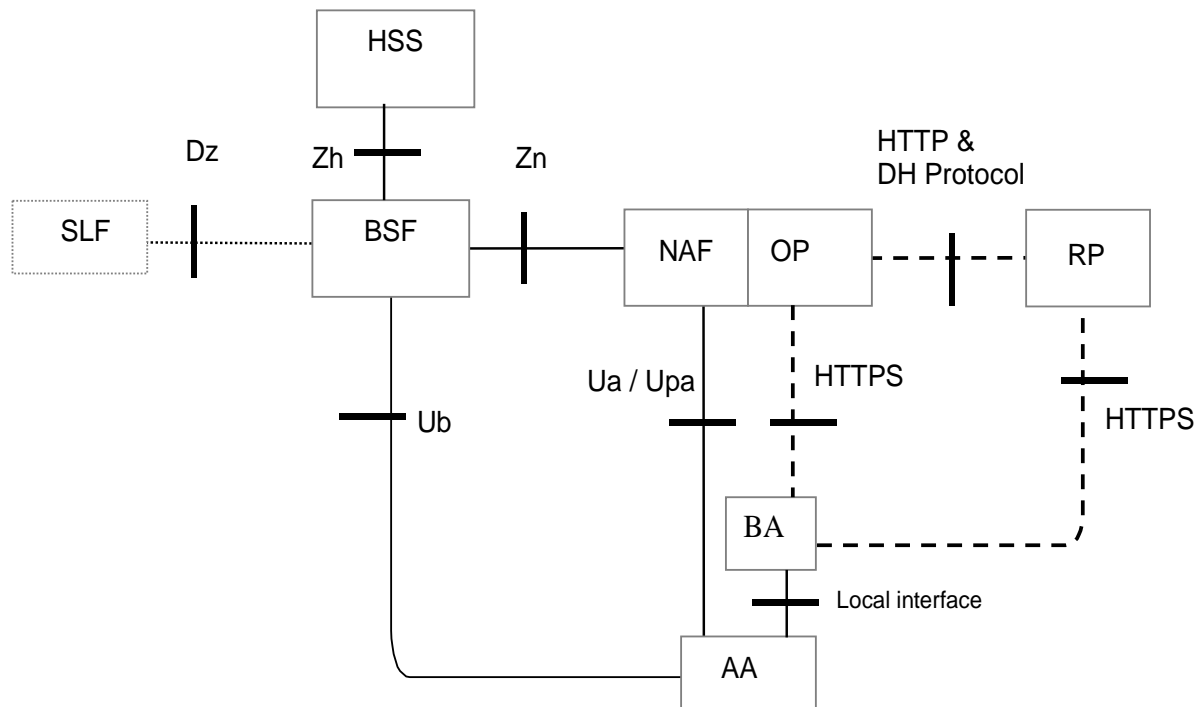 HSS
Dz
Zh
Zn
HTTP &
DH Protocol
SLF
BSF
NAF
OP
RP
Ua / Upa
HTTPS
Ub
HTTPS
BA
Local interface
AA